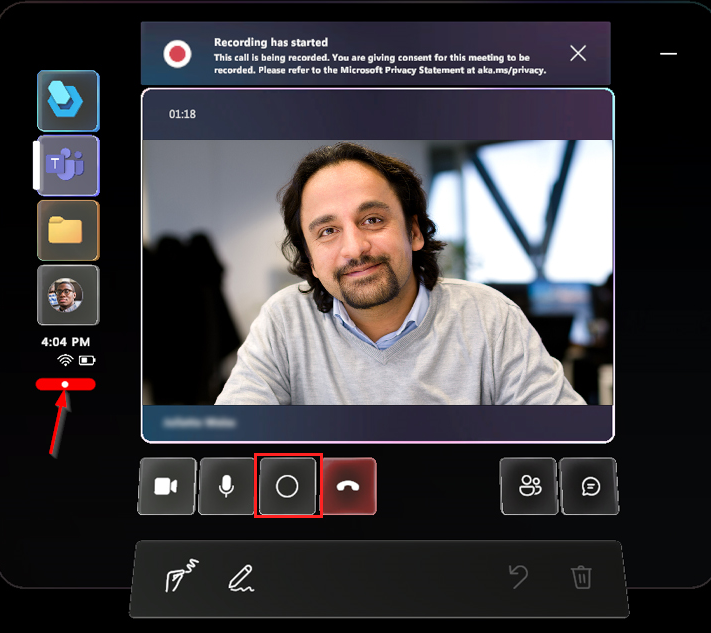 Recording has started
This call is being recorded. You are giving consent for this meeting to be
recorded. Please refer to the Microsoft Privacy Statement at aka.ms/privacy.
01:18
T
4:04 PM